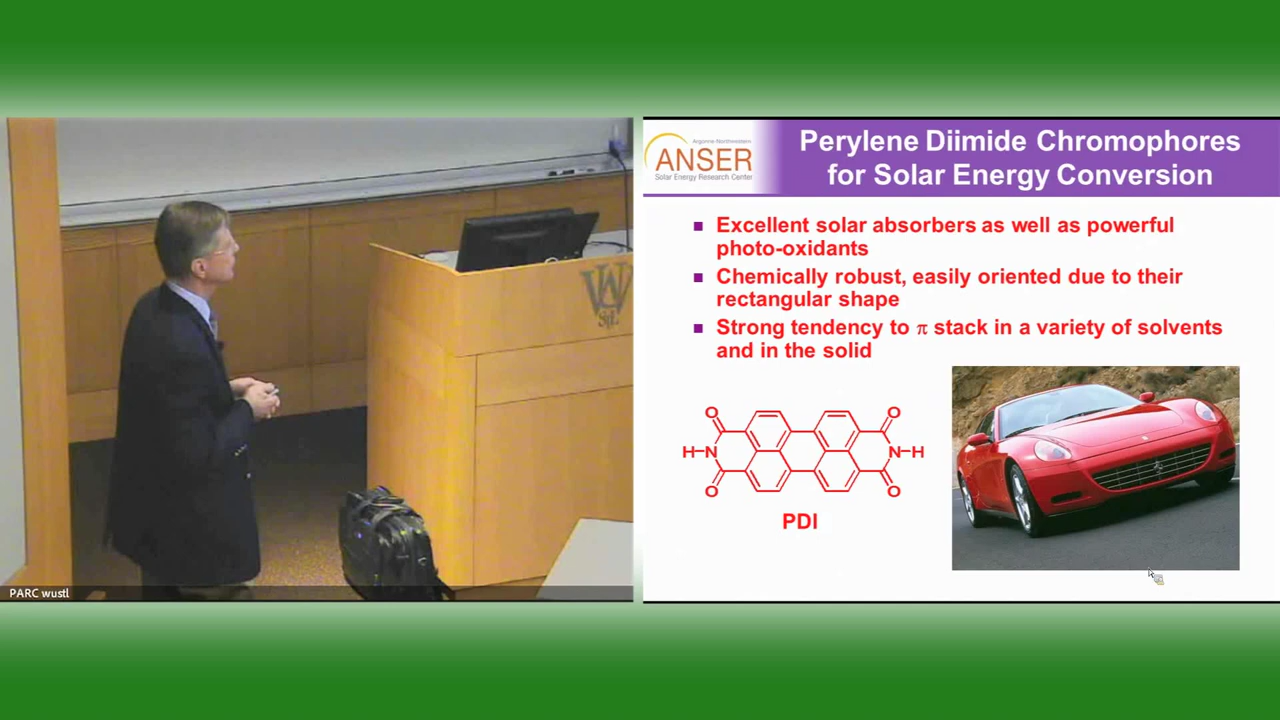 Argonne-Northwestern
ANSER
Solar Energy Research Center
Perylene Diimide Chromophores
for Solar Energy Conversion
Excellent solar absorbers as well as powerful
photo-oxidants
Chemically robust, easily oriented due to their
rectangular shape
Strong tendency to π stack in a variety of solvents
and in the solid
O O
H-N N-H
O O
PDI
WU
StL
PARC wustl